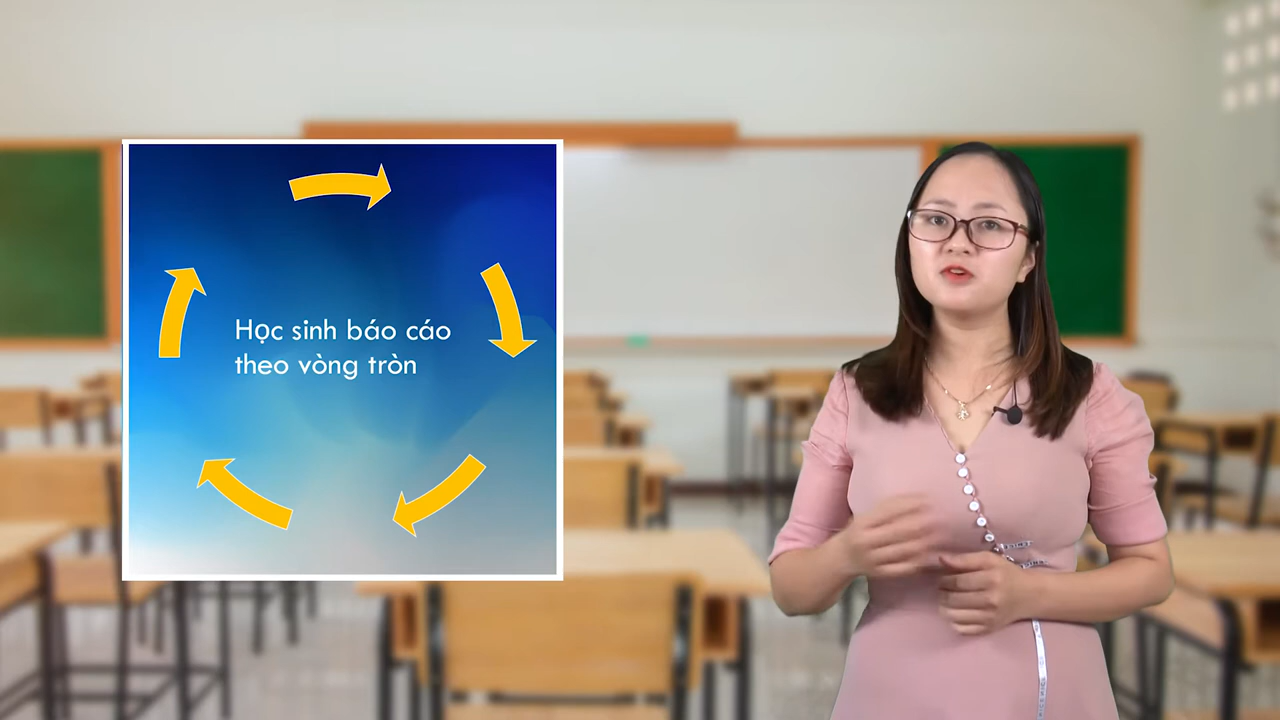 Học sinh báo cáo
theo vòng tròn